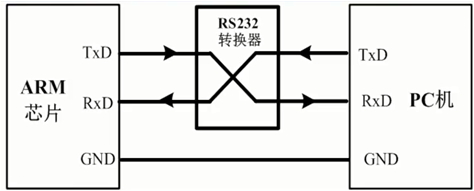 RS232
转换器
TxD
TxD
ARM
芯片
RxD
RxD
PC机
GND
GND